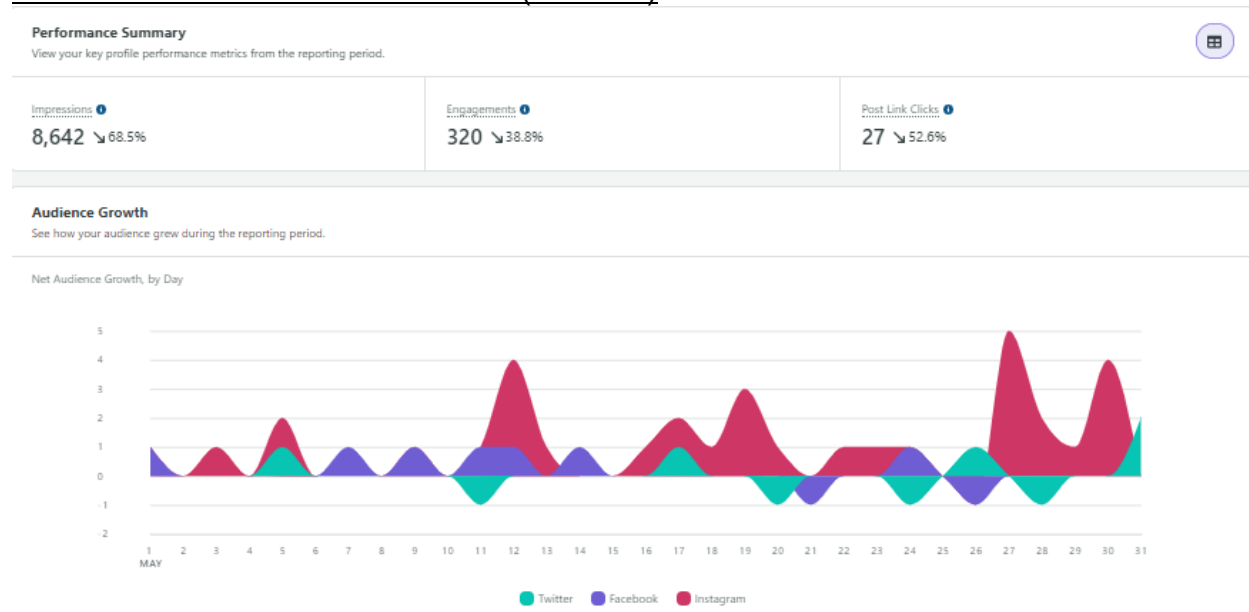 Performance Summary
View your key profile performance metrics from the reporting period.
Impressions
8,642 ↘ 68.5%
Engagements
320 ↘ 38.8%
Post Link Clicks
27 ↘ 52.6%
Audience Growth
See how your audience grew during the reporting period.
Net Audience Growth, by Day
5
4
3
2
1
0
-1
-2
1 2 3 4 5 6 7 8 9 10 11 12 13 14 15 16 17 18 19 20 21 22 23 24 25 26 27 28 29 30 31
MAY
Twitter Facebook Instagram